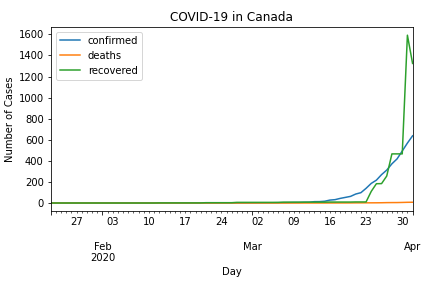 COVID-19 in Canada
confirmed
deaths
recovered
Number of Cases
1600
1400
1200
1000
800
600
400
200
0
27 03 10 17 24 02 09 16 23 30
Feb Mar Apr
2020
Day